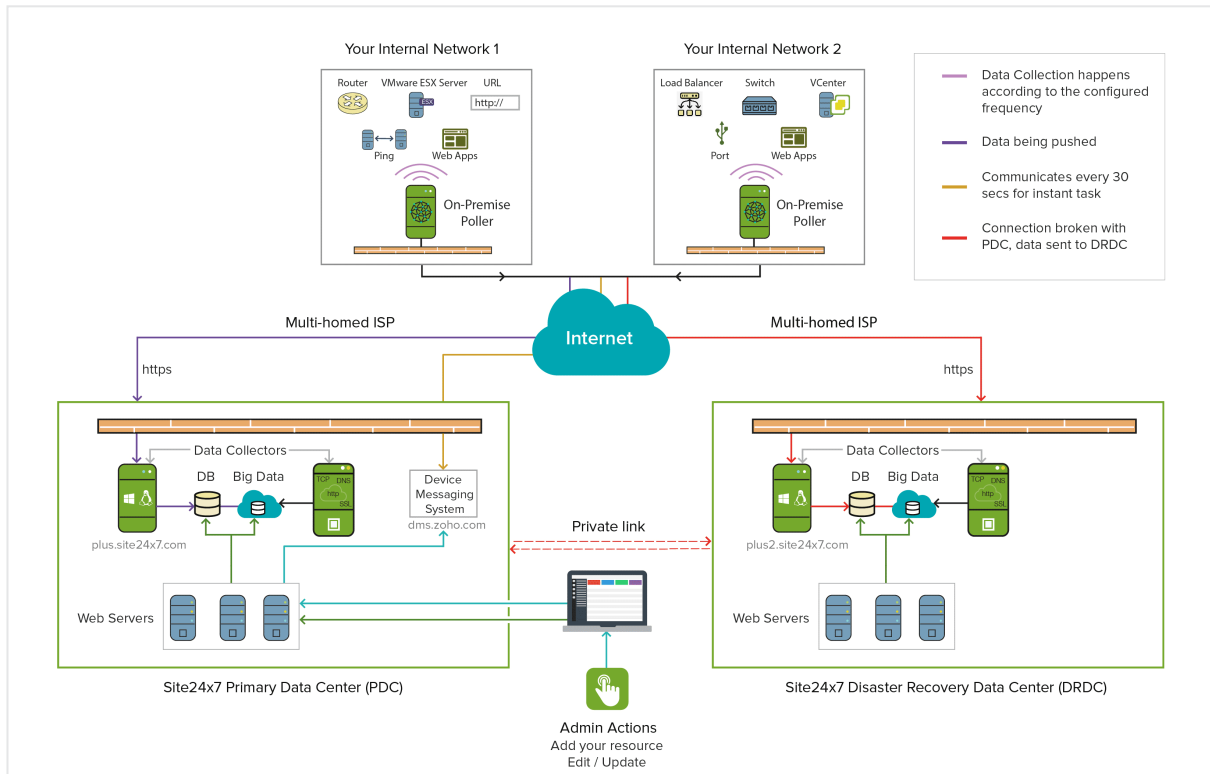 Your Internal Network 1
Your Internal Network 2
Router
VMware ESX Server
URL
ESX
http://
Ping
Web Apps
On-Premise
Poller
Load Balancer
Switch
VCenter
Port
Web Apps
On-Premise
Poller
Data Collection happens
according to the configured
frequency
Data being pushed
Communicates every 30
secs for instant task
Connection broken with
PDC, data sent to DRDC
Internet
Multi-homed ISP
Multi-homed ISP
https
https
Data Collectors
DB
Big Data
TCP
DNS
http
SSL
plus.site24x7.com
Device
Messaging
System
dms.zoho.com
Web Servers
Site24x7 Primary Data Center (PDC)
Private link
Admin Actions
Add your resource
Edit / Update
Data Collectors
DB
Big Data
TCP
DNS
http
SSL
plus2.site24x7.com
Web Servers
Site24x7 Disaster Recovery Data Center (DRDC)